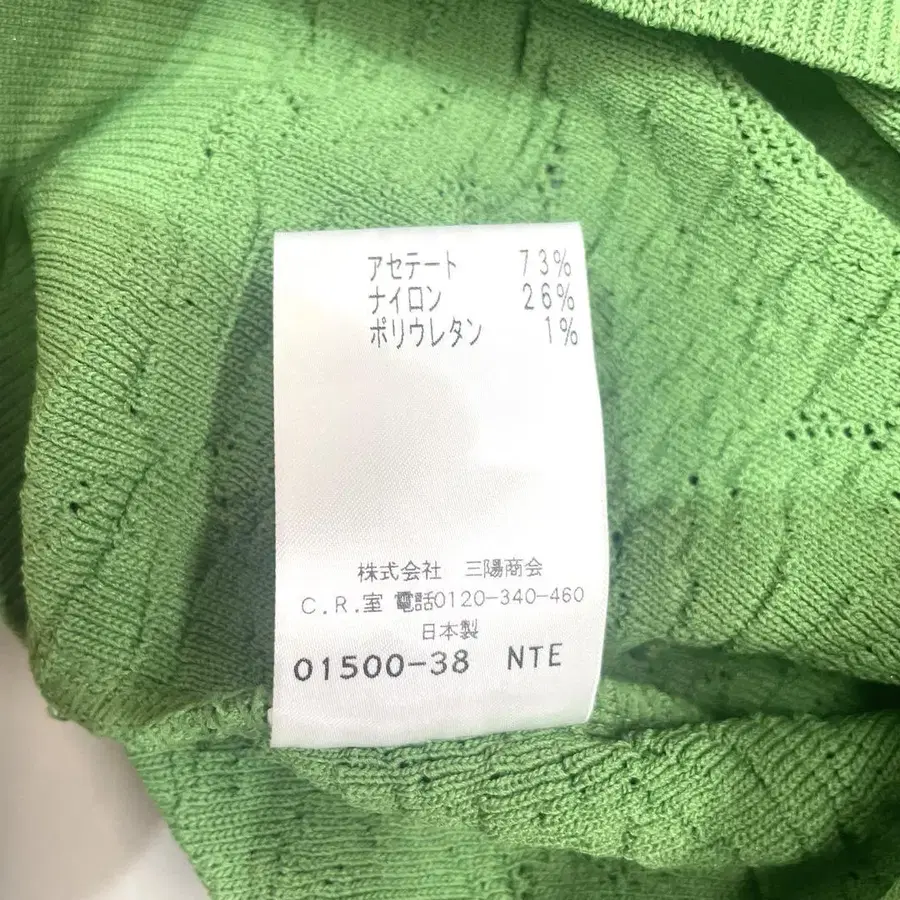 アセテート 73%
ナイロン 26%
ポリウレタン 1%
株式会社 三陽商会
C.R.室 電話0120-340-460
日本製
01500-38 NTE